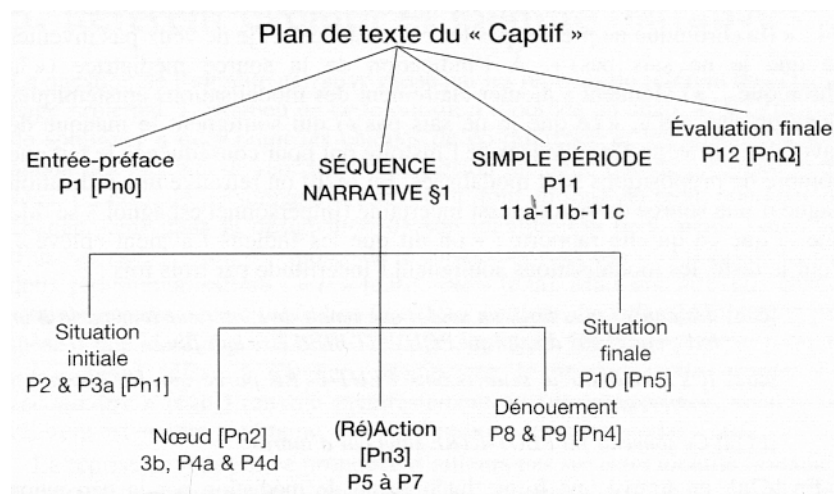 Plan de texte du « Captif »
Entrée-préface
P1 [Pn0]
SÉQUENCE
NARRATIVE §1
SIMPLE PÉRIODE
P11
11a-11b-11c
Évaluation finale
P12 [PnΩ]
Situation
initiale
P2 & P3a [Pn1]
Nœud [Pn2]
3b, P4a & P4d
(Ré)Action
[Pn3]
P5 à P7
Dénouement
P8 & P9 [Pn4]
Situation
finale
P10 [Pn5]